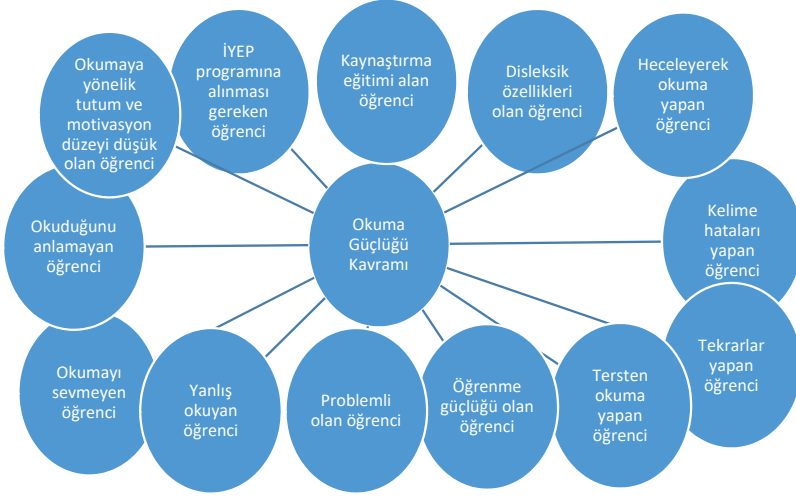 Okumaya
yönelik
tutum ve
motivasyon
düzeyi düşük
olan öğrenci
İYEP
programına
alınması
gereken
öğrenci
Kaynaştırma
eğitimi alan
öğrenci
Disleksik
özellikleri
olan öğrenci
Heceleyerek
okuma
yapan
öğrenci
Okuduğunu
anlamayan
öğrenci
Okuma
Güçlüğü
Kavramı
Kelime
hataları
yapan
öğrenci
Okumayı
sevmeyen
öğrenci
Yanlış
okuyan
öğrenci
Problemli
olan öğrenci
Öğrenme
güçlüğü olan
öğrenci
Tersten
okuma
yapan
öğrenci
Tekrarlar
yapan
öğrenci